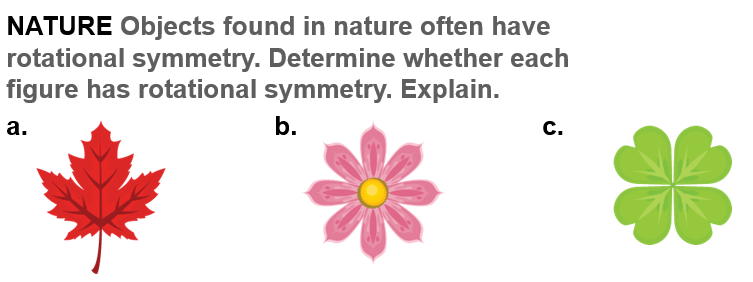 NATURE Objects found in nature often have
rotational symmetry. Determine whether each
figure has rotational symmetry. Explain.
a. b. c.